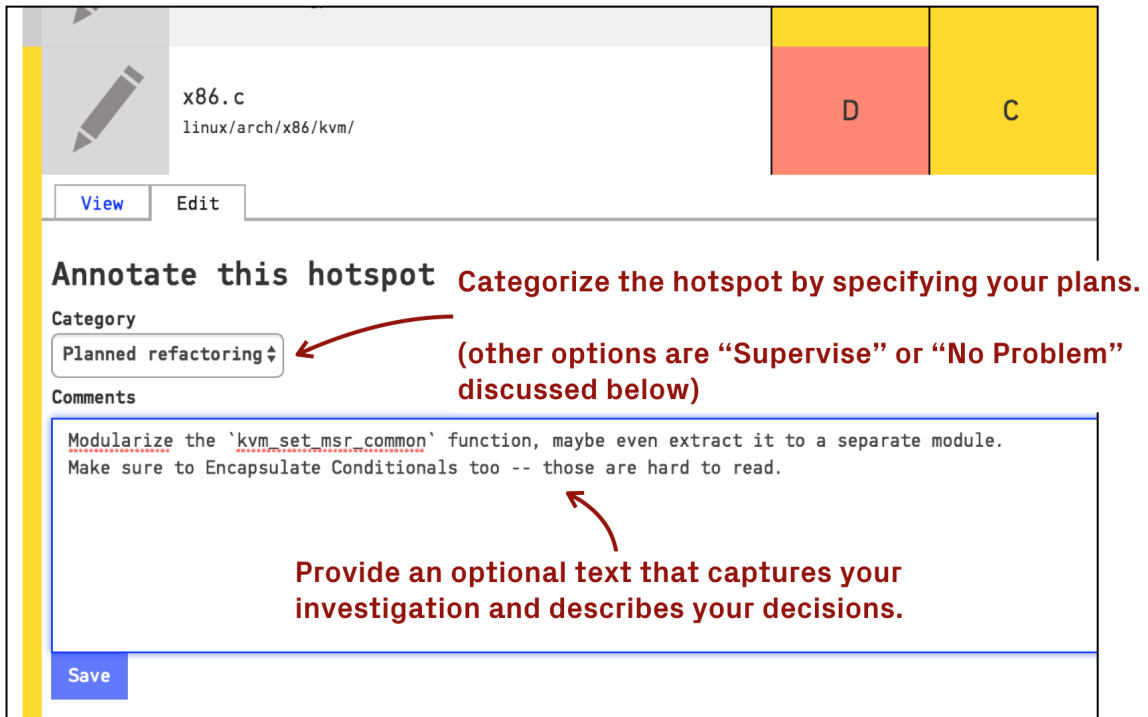 x86.c
linux/arch/x86/kvm/
D
C
View
Edit
Annotate this hotspot
Categorize the hotspot by specifying your plans.
Category
Planned refactoring
(other options are “Supervise” or “No Problem”
discussed below)
Comments
Modularize the `kvm_set_msr_common` function, maybe even extract it to a separate module.
Make sure to Encapsulate Conditionals too -- those are hard to read.
Provide an optional text that captures your
investigation and describes your decisions.
Save